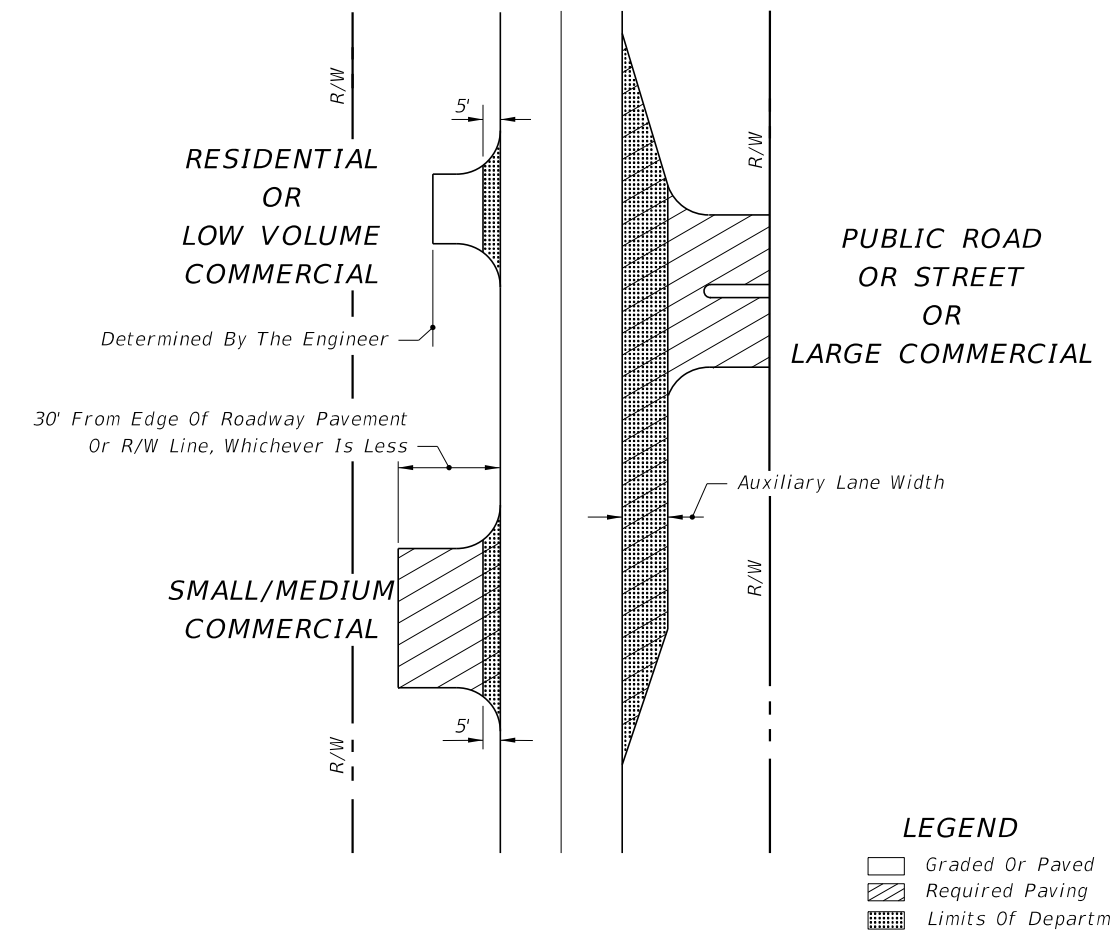 R/W
5'
RESIDENTIAL
OR
LOW VOLUME
COMMERCIAL
Determined By The Engineer
30' From Edge Of Roadway Pavement
Or R/W Line, Whichever Is Less
SMALL/MEDIUM
COMMERCIAL
5'
R/W
R/W
PUBLIC ROAD
OR STREET
OR
LARGE COMMERCIAL
Auxiliary Lane Width
R/W
LEGEND
Graded Or Paved
Required Paving
Limits Of